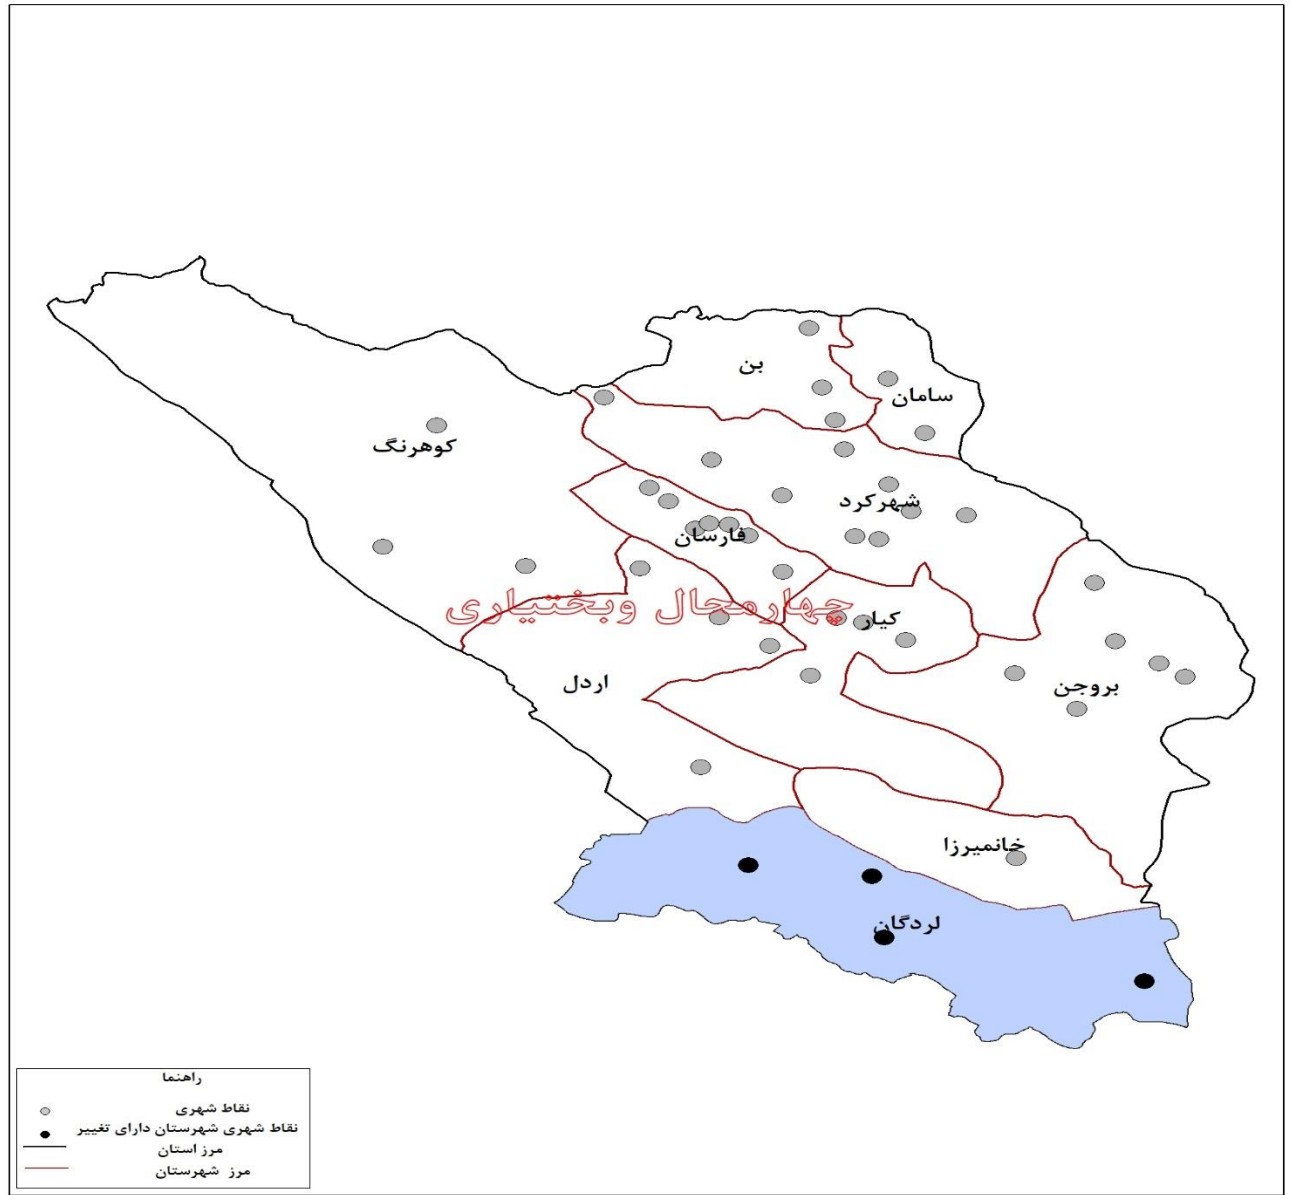 بن
سامان
کوهرنگ
شهرکرد
فارسان
چهارمحال وبختیاری
کیار
اردل
بروجن
خانمیرزا
لردگان
راهنما
نقاط شهری
نقاط شهری شهرستان دارای تغییر
مرز استان
مرز شهرستان